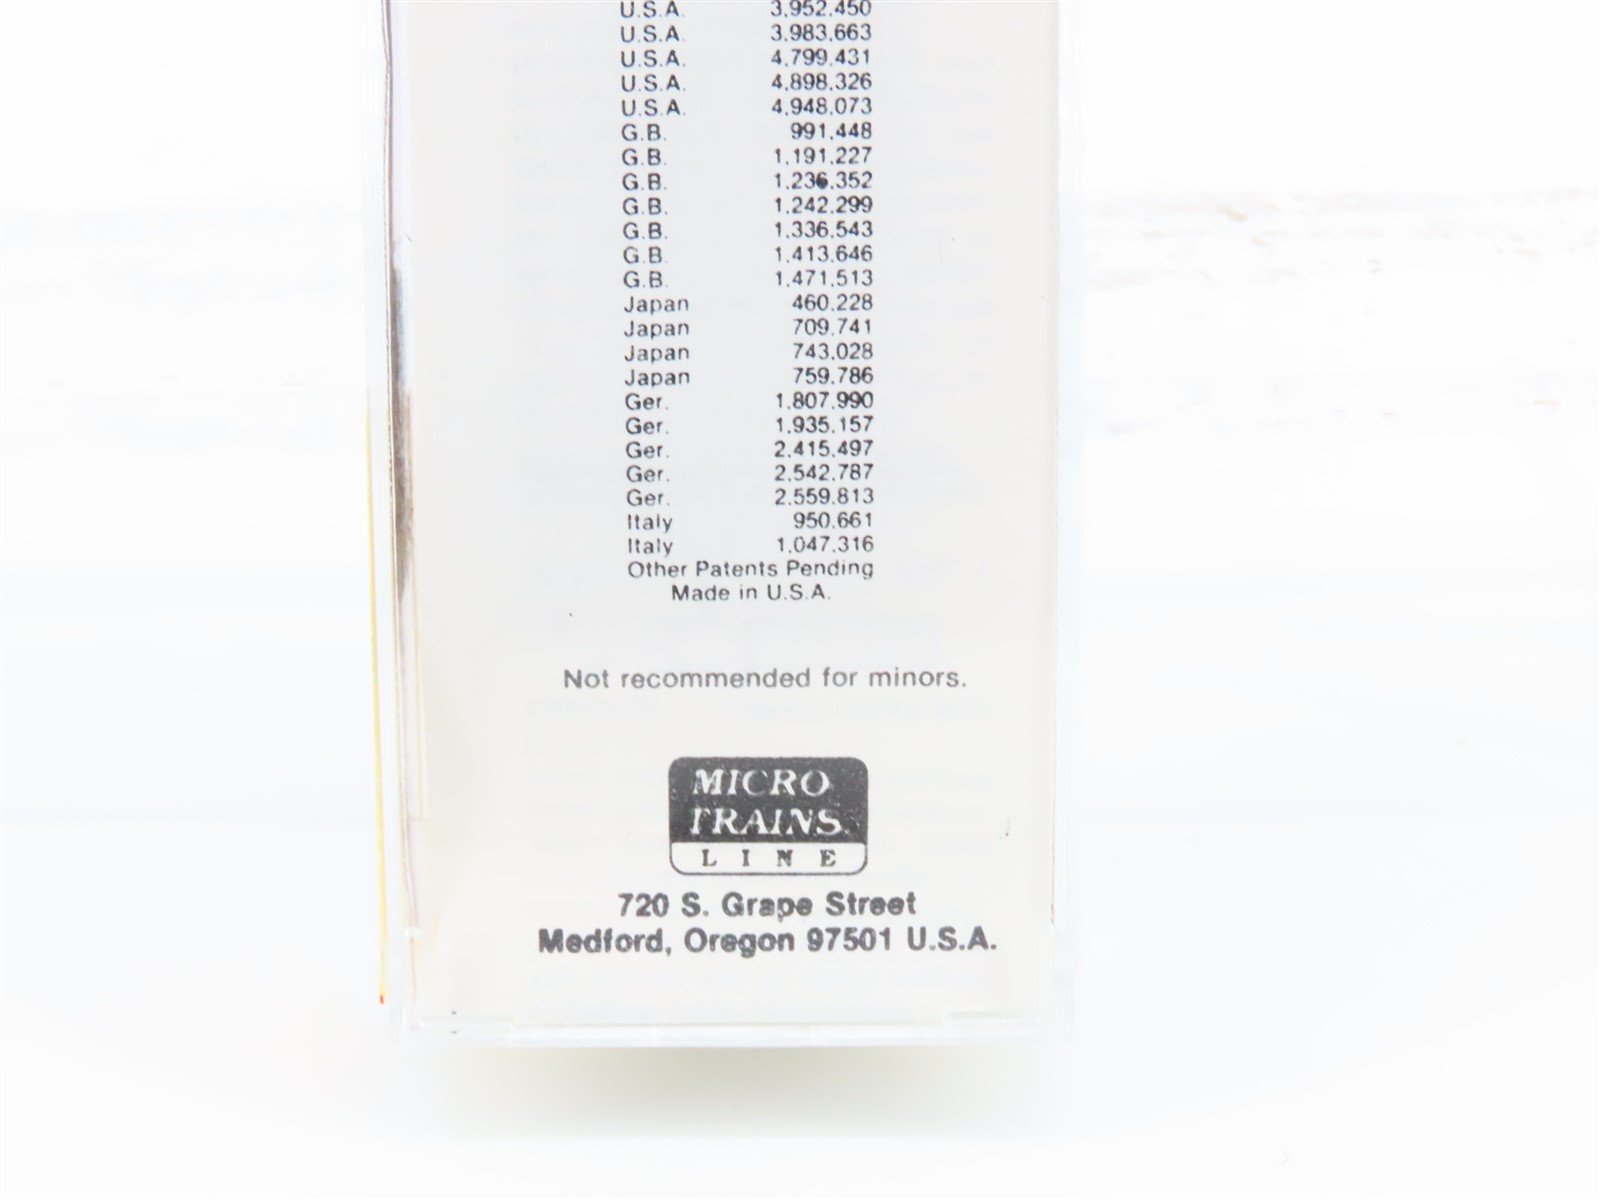 U.S.A. 3,952,450
U.S.A. 3,983,663
U.S.A. 4,799,431
U.S.A. 4,898,326
U.S.A. 4,948,073
G.B. 991,448
G.B. 1,191,227
G.B. 1,236,352
G.B. 1,242,299
G.B. 1,336,543
G.B. 1,413,646
G.B. 1,471,513
Japan 460,228
Japan 709,741
Japan 743,028
Japan 759,786
Ger. 1,807,990
Ger. 1,935,157
Ger. 2,415,497
Ger. 2,542,787
Ger. 2,559,813
Italy 950,661
Italy 1,047,316
Other Patents Pending
Made in U.S.A.
Not recommended for minors.
MICRO
TRAINS
LINE
720 S. Grape Street
Medford, Oregon 97501 U.S.A.